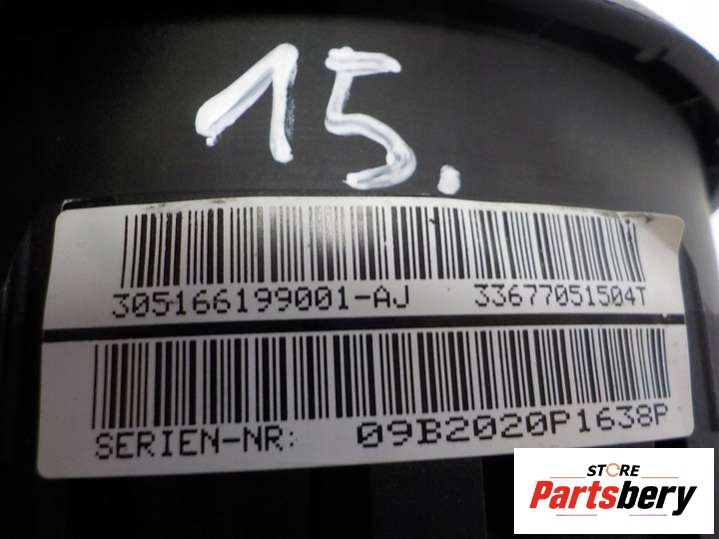 15.
305166199001-AJ 33677051504T
SERIEN-NR: 09B2020P1638P
STORE
Partsbery